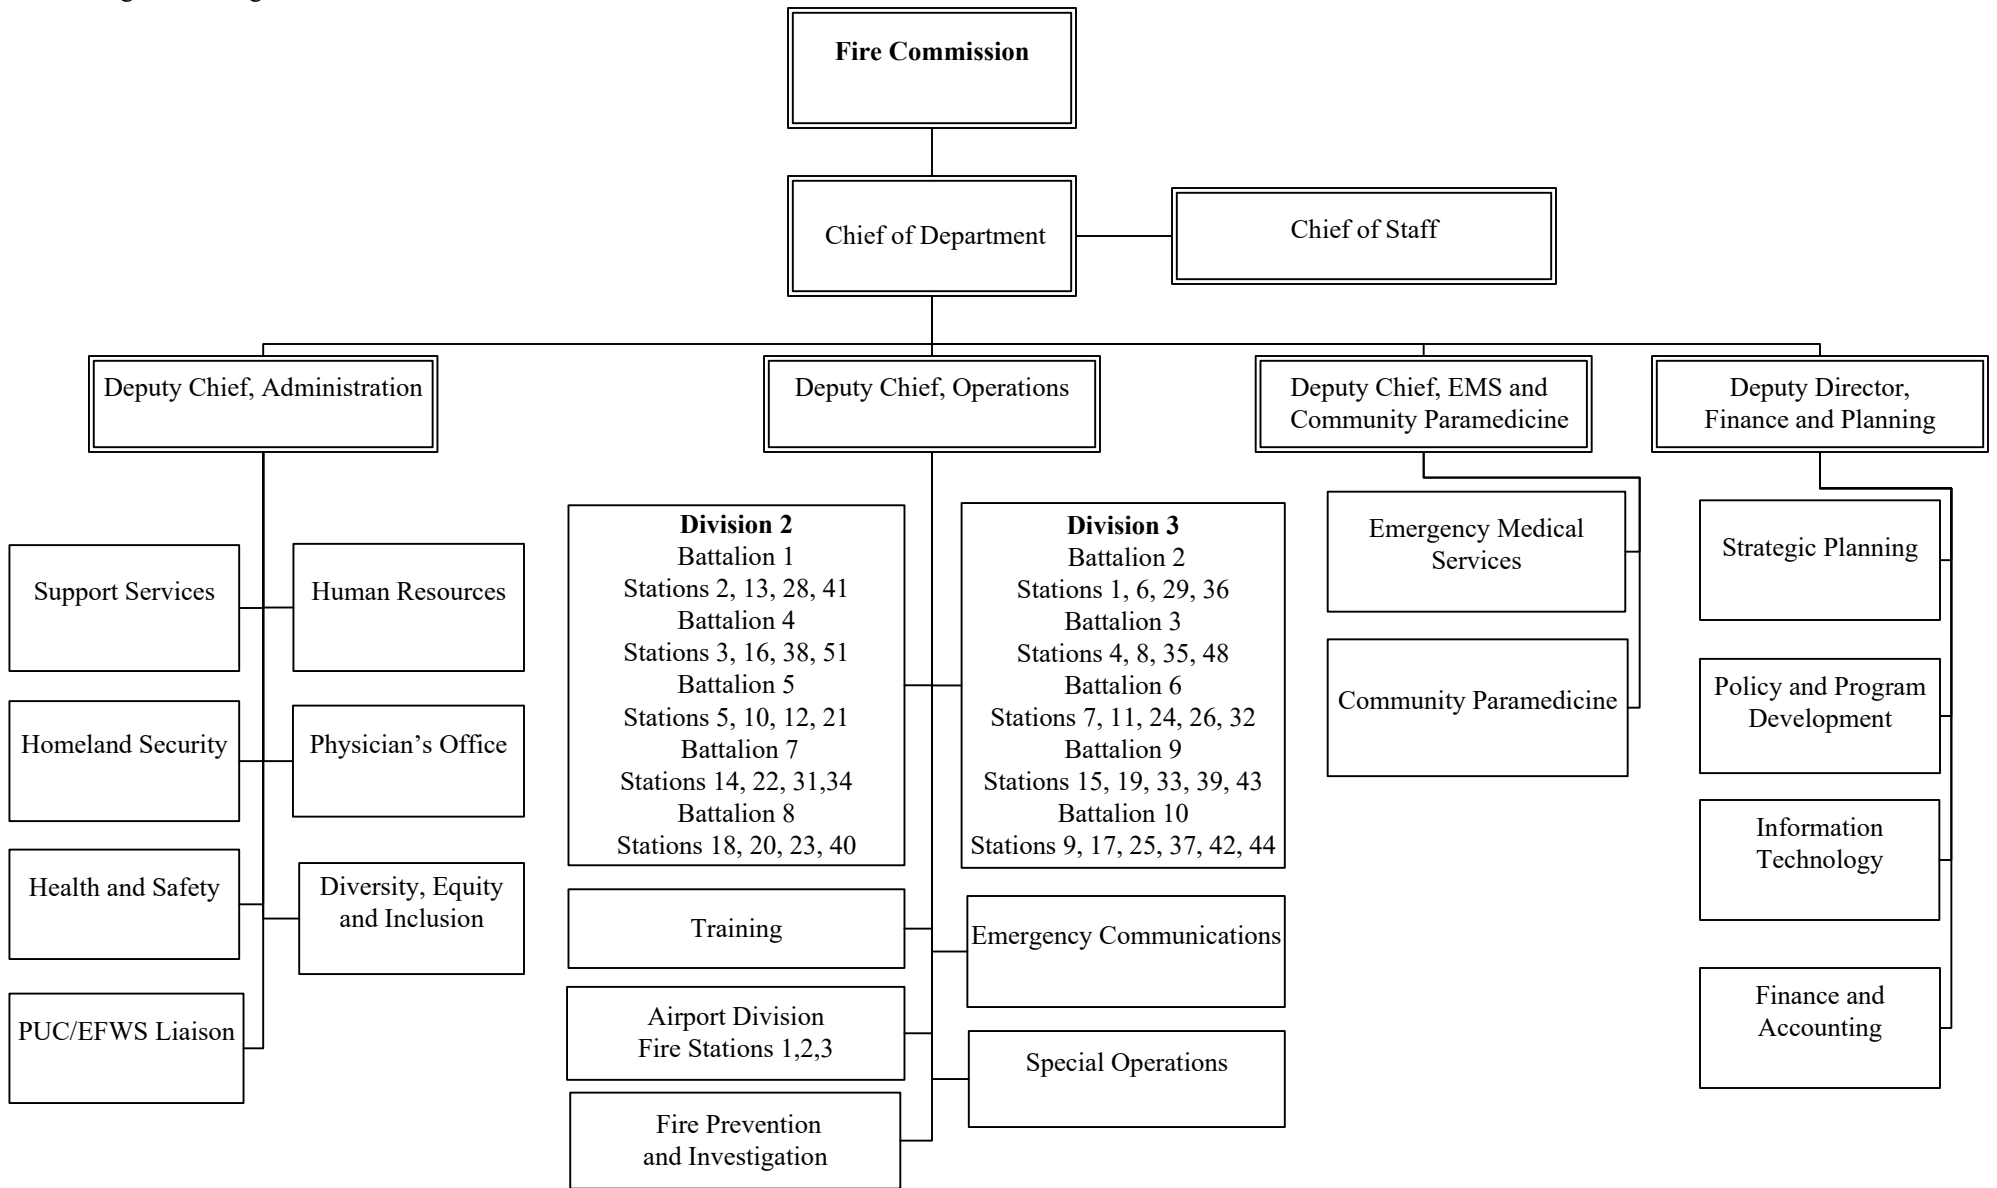 Fire Commission
Chief of Department
Chief of Staff
Deputy Chief, Administration
Deputy Chief, Operations
Deputy Chief, EMS and
Community Paramedicine
Deputy Director,
Finance and Planning
Support Services
Human Resources
Homeland Security
Physician’s Office
Health and Safety
Diversity, Equity
and Inclusion
PUC/EFWS Liaison
Division 2
Battalion 1
Stations 2, 13, 28, 41
Battalion 4
Stations 3, 16, 38, 51
Battalion 5
Stations 5, 10, 12, 21
Battalion 7
Stations 14, 22, 31,34
Battalion 8
Stations 18, 20, 23, 40
Division 3
Battalion 2
Stations 1, 6, 29, 36
Battalion 3
Stations 4, 8, 35, 48
Battalion 6
Stations 7, 11, 24, 26, 32
Battalion 9
Stations 15, 19, 33, 39, 43
Battalion 10
Stations 9, 17, 25, 37, 42, 44
Training
Emergency Communications
Airport Division
Fire Stations 1,2,3
Special Operations
Fire Prevention
and Investigation
Emergency Medical
Services
Community Paramedicine
Strategic Planning
Policy and Program
Development
Information
Technology
Finance and
Accounting